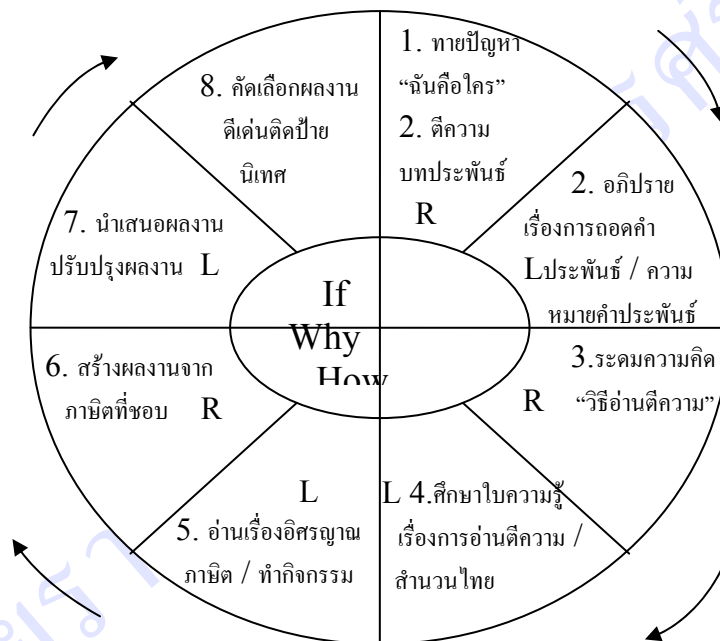 1. ทายปัญหา
“ฉันคือใคร”
2. ตีความ
บทประพันธ์
R
2. อภิปราย
เรื่องการถอดคำ
Lประพันธ์ / ความ
หมายคำประพันธ์
3.ระดมความคิด
R “วิธีอ่านตีความ”
L 4.ศึกษาใบความรู้
เรื่องการอ่านตีความ /
สำนวนไทย
L
5. อ่านเรื่องอิศรญาณ
ภาษิต / ทำกิจกรรม
6. สร้างผลงานจาก
ภาษิตที่ชอบ R
7. นำเสนอผลงาน
ปรับปรุงผลงาน L
8. คัดเลือกผลงาน
ดีเด่นติดป้าย
นิเทศ
If
Why
How